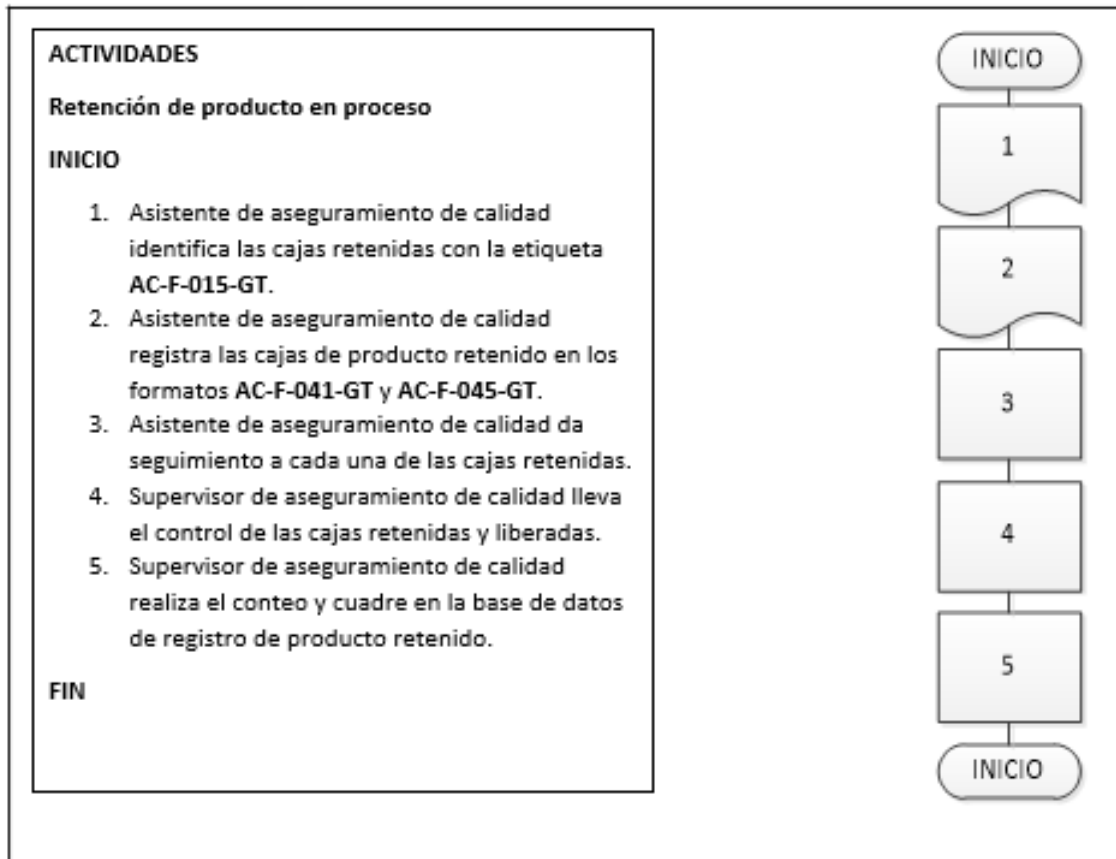 ACTIVIDADES
Retención de producto en proceso
INICIO
1. Asistente de aseguramiento de calidad
identifica las cajas retenidas con la etiqueta
AC-F-015-GT.
2. Asistente de aseguramiento de calidad
registra las cajas de producto retenido en los
formatos AC-F-041-GT y AC-F-045-GT.
3. Asistente de aseguramiento de calidad da
seguimiento a cada una de las cajas retenidas.
4. Supervisor de aseguramiento de calidad lleva
el control de las cajas retenidas y liberadas.
5. Supervisor de aseguramiento de calidad
realiza el conteo y cuadre en la base de datos
de registro de producto retenido.
FIN
INICIO
1
2
3
4
5
INICIO